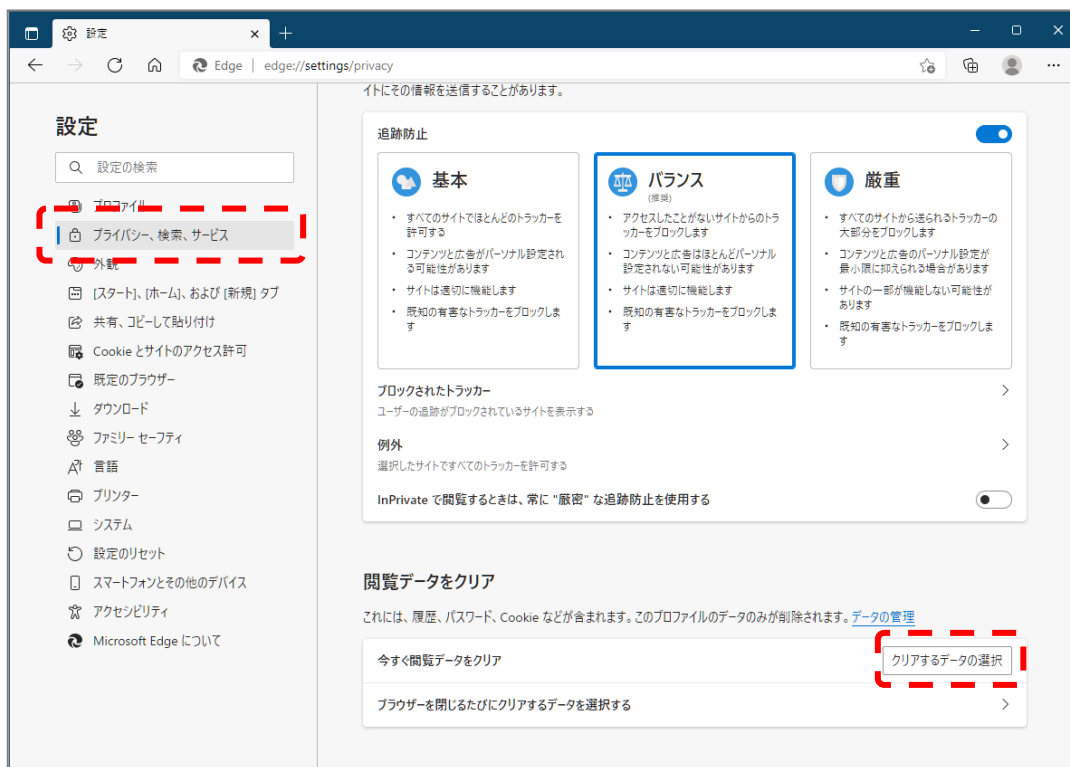 設定
Edge
edge://settings/privacy
設定
設定の検索
プロファイル
プライバシー、検索、サービス
外観
[スタート]、[ホーム]、および [新規] タブ
共有、コピーして貼り付け
Cookie とサイトのアクセス許可
既定のブラウザー
ダウンロード
ファミリー セーフティ
言語
プリンター
システム
設定のリセット
スマートフォンとその他のデバイス
アクセシビリティ
Microsoft Edge について
イトにその情報を送信することがあります。
追跡防止
基本
・ すべてのサイトでほとんどのトラッカーを
許可する
・ コンテンツと広告がパーソナル設定され
る可能性があります
・ サイトは適切に機能します
・ 既知の有害なトラッカーをブロックしま
す
バランス
(推奨)
・ アクセスしたことがないサイトからのトラ
ッカーをブロックします
・ コンテンツと広告はほとんどパーソナル
設定されない可能性があります
・ サイトは適切に機能します
・ 既知の有害なトラッカーをブロックしま
す
厳重
・ すべてのサイトから送られるトラッカーの
大部分をブロックします
・ コンテンツと広告のパーソナル設定が
最小限に抑えられる場合があります
・ サイトの一部が機能しない可能性が
あります
・ 既知の有害なトラッカーをブロックしま
す
ブロックされたトラッカー
ユーザーの追跡がブロックされているサイトを表示する
例外
選択したサイトですべてのトラッカーを許可する
InPrivate で閲覧するときは、常に "厳密" な追跡防止を使用する
閲覧データをクリア
これには、履歴、パスワード、Cookie などが含まれます。このプロファイルのデータのみが削除されます。データの管理
今すぐ閲覧データをクリア
クリアするデータの選択
ブラウザーを閉じるたびにクリアするデータを選択する